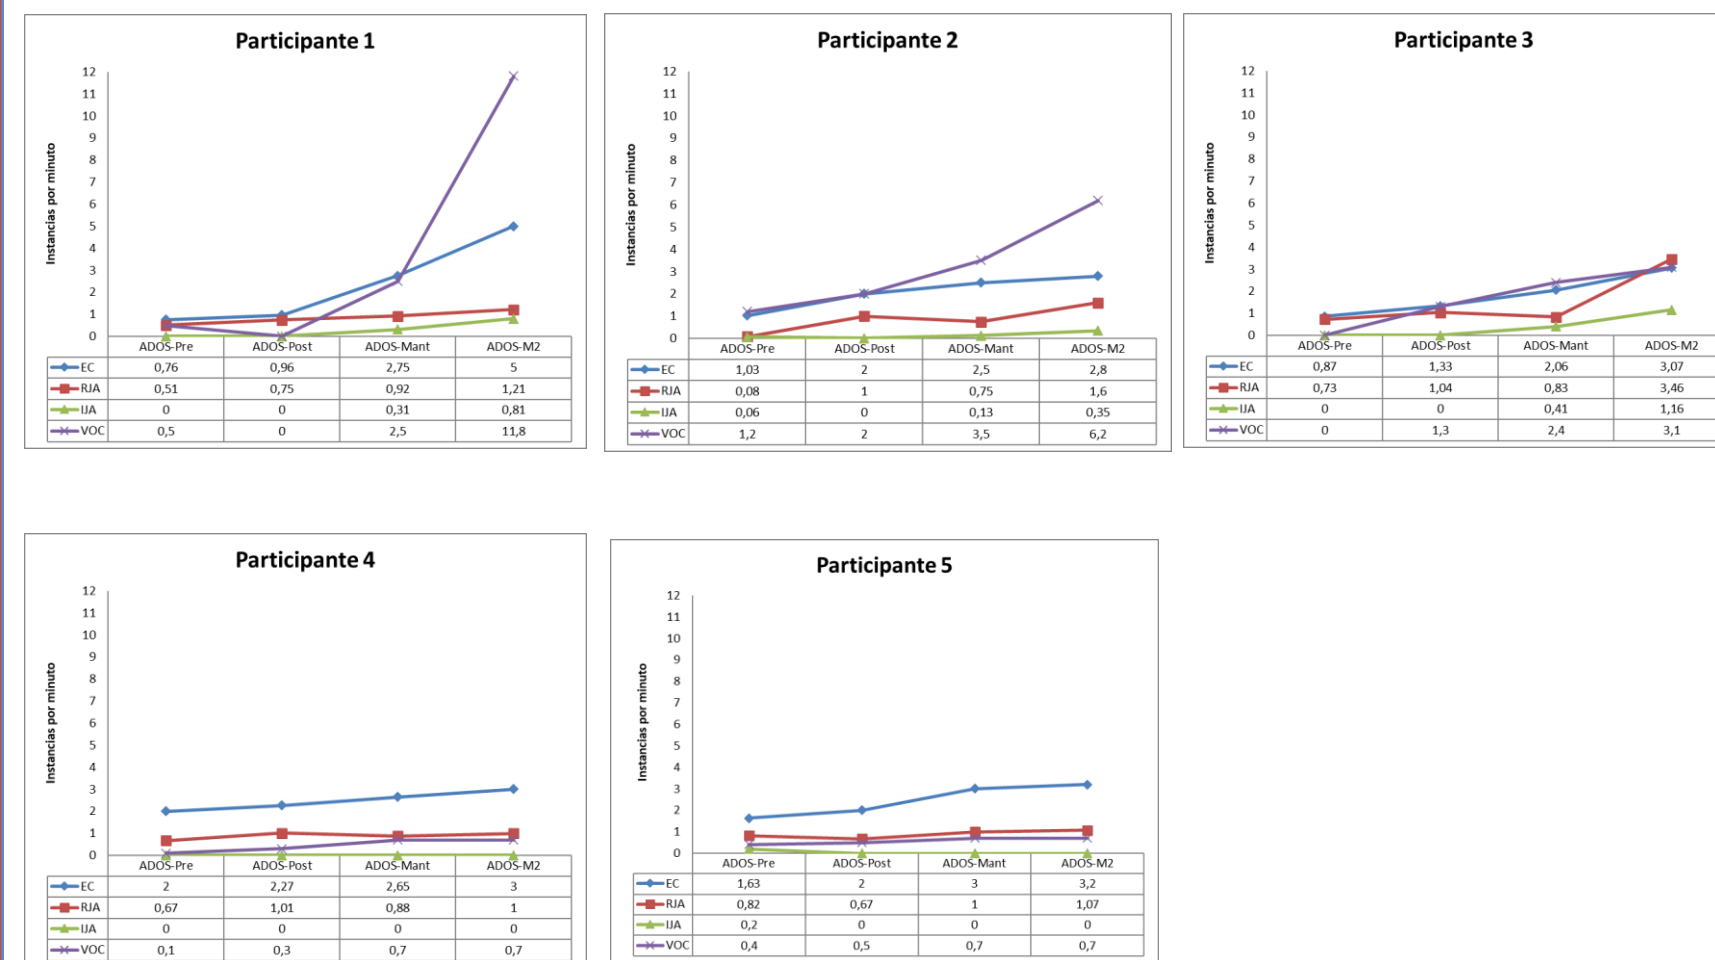 Participante 1
12
11
10
9
8
7
6
5
4
3
2
1
0
Instancias por minuto
ADOS-Pre ADOS-Post ADOS-Mant ADOS-M2
EC 0,76 0,96 2,75 5
RJA 0,51 0,75 0,92 1,21
IJA 0 0 0,31 0,81
VOC 0,5 0 2,5 11,8
Participante 2
12
11
10
9
8
7
6
5
4
3
2
1
0
Instancias por minuto
ADOS-Pre ADOS-Post ADOS-Mant ADOS-M2
EC 1,03 2 2,5 2,8
RJA 0,08 1 0,75 1,6
IJA 0,06 0 0,13 0,35
VOC 1,2 2 3,5 6,2
Participante 3
12
11
10
9
8
7
6
5
4
3
2
1
0
Instancias por minuto
ADOS-Pre ADOS-Post ADOS-Mant ADOS-M2
EC 0,87 1,33 2,06 3,07
RJA 0,73 1,04 0,83 3,46
IJA 0 0 0,41 1,16
VOC 0 1,3 2,4 3,1
Participante 4
12
11
10
9
8
7
6
5
4
3
2
1
0
Instancias por minuto
ADOS-Pre ADOS-Post ADOS-Mant ADOS-M2
EC 2 2,27 2,65 3
RJA 0,67 1,01 0,88 1
IJA 0 0 0 0
VOC 0,1 0,3 0,7 0,7
Participante 5
12
11
10
9
8
7
6
5
4
3
2
1
0
Instancias por minuto
ADOS-Pre ADOS-Post ADOS-Mant ADOS-M2
EC 1,63 2 3 3,2
RJA 0,82 0,67 1 1,07
IJA 0,2 0 0 0
VOC 0,4 0,5 0,7 0,7